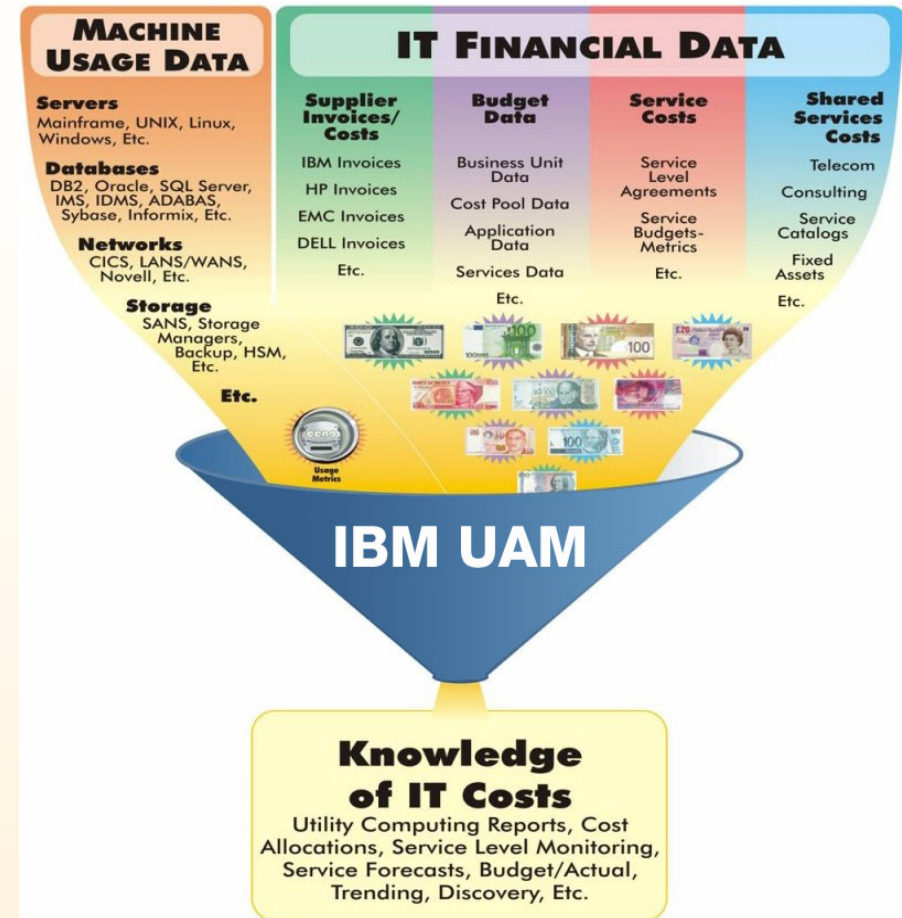 MACHINE
USAGE DATA
Servers
Mainframe, UNIX, Linux,
Windows, Etc.
Databases
DB2, Oracle, SQL Server,
IMS, IDMS, ADABAS,
Sybase, Informix, Etc.
Networks
CICS, LANS/WANS,
Novell, Etc.
Storage
SANS, Storage
Managers,
Backup, HSM,
Etc.
Etc.
Usage
Metrics
IT FINANCIAL DATA
Supplier
Invoices/
Costs
IBM Invoices
HP Invoices
EMC Invoices
DELL Invoices
Etc.
Budget
Data
Business Unit
Data
Cost Pool Data
Application
Data
Services Data
Etc.
Service
Costs
Service
Level
Agreements
Service
Budgets-
Metrics
Etc.
Shared
Services
Costs
Telecom
Consulting
Service
Catalogs
Fixed
Assets
Etc.
100
100
£20
100
IBM UAM
Knowledge
of IT Costs
Utility Computing Reports, Cost
Allocations, Service Level Monitoring,
Service Forecasts, Budget/Actual,
Trending, Discovery, Etc.